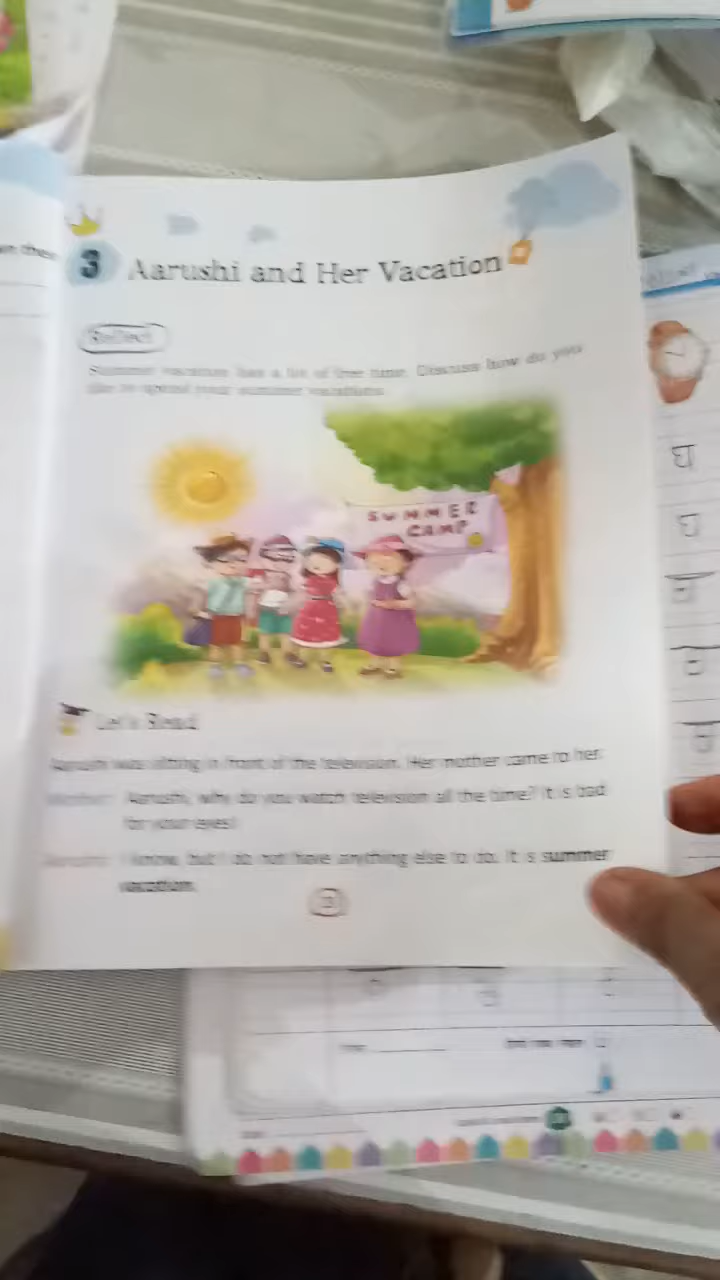 3 Aarushi and Her Vacation
Reflect
Summer vacation has a lot of free time. Discuss how do you
like to spend your summer vacations.
SUMMER
CAMP
Let's Read
Aarushi was sitting in front of the television. Her mother came to her.
Mother: Aarushi, why do you watch television all the time? It is bad
for your eyes!
Aarushi: I know, but I do not have anything else to do. It is summer
vacation.
घ
घ